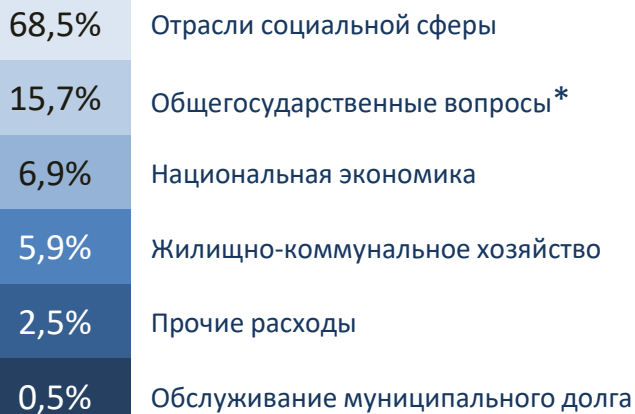 68,5% Отрасли социальной сферы
15,7% Общегосударственные вопросы*
6,9% Национальная экономика
5,9% Жилищно-коммунальное хозяйство
2,5% Прочие расходы
0,5% Обслуживание муниципального долга